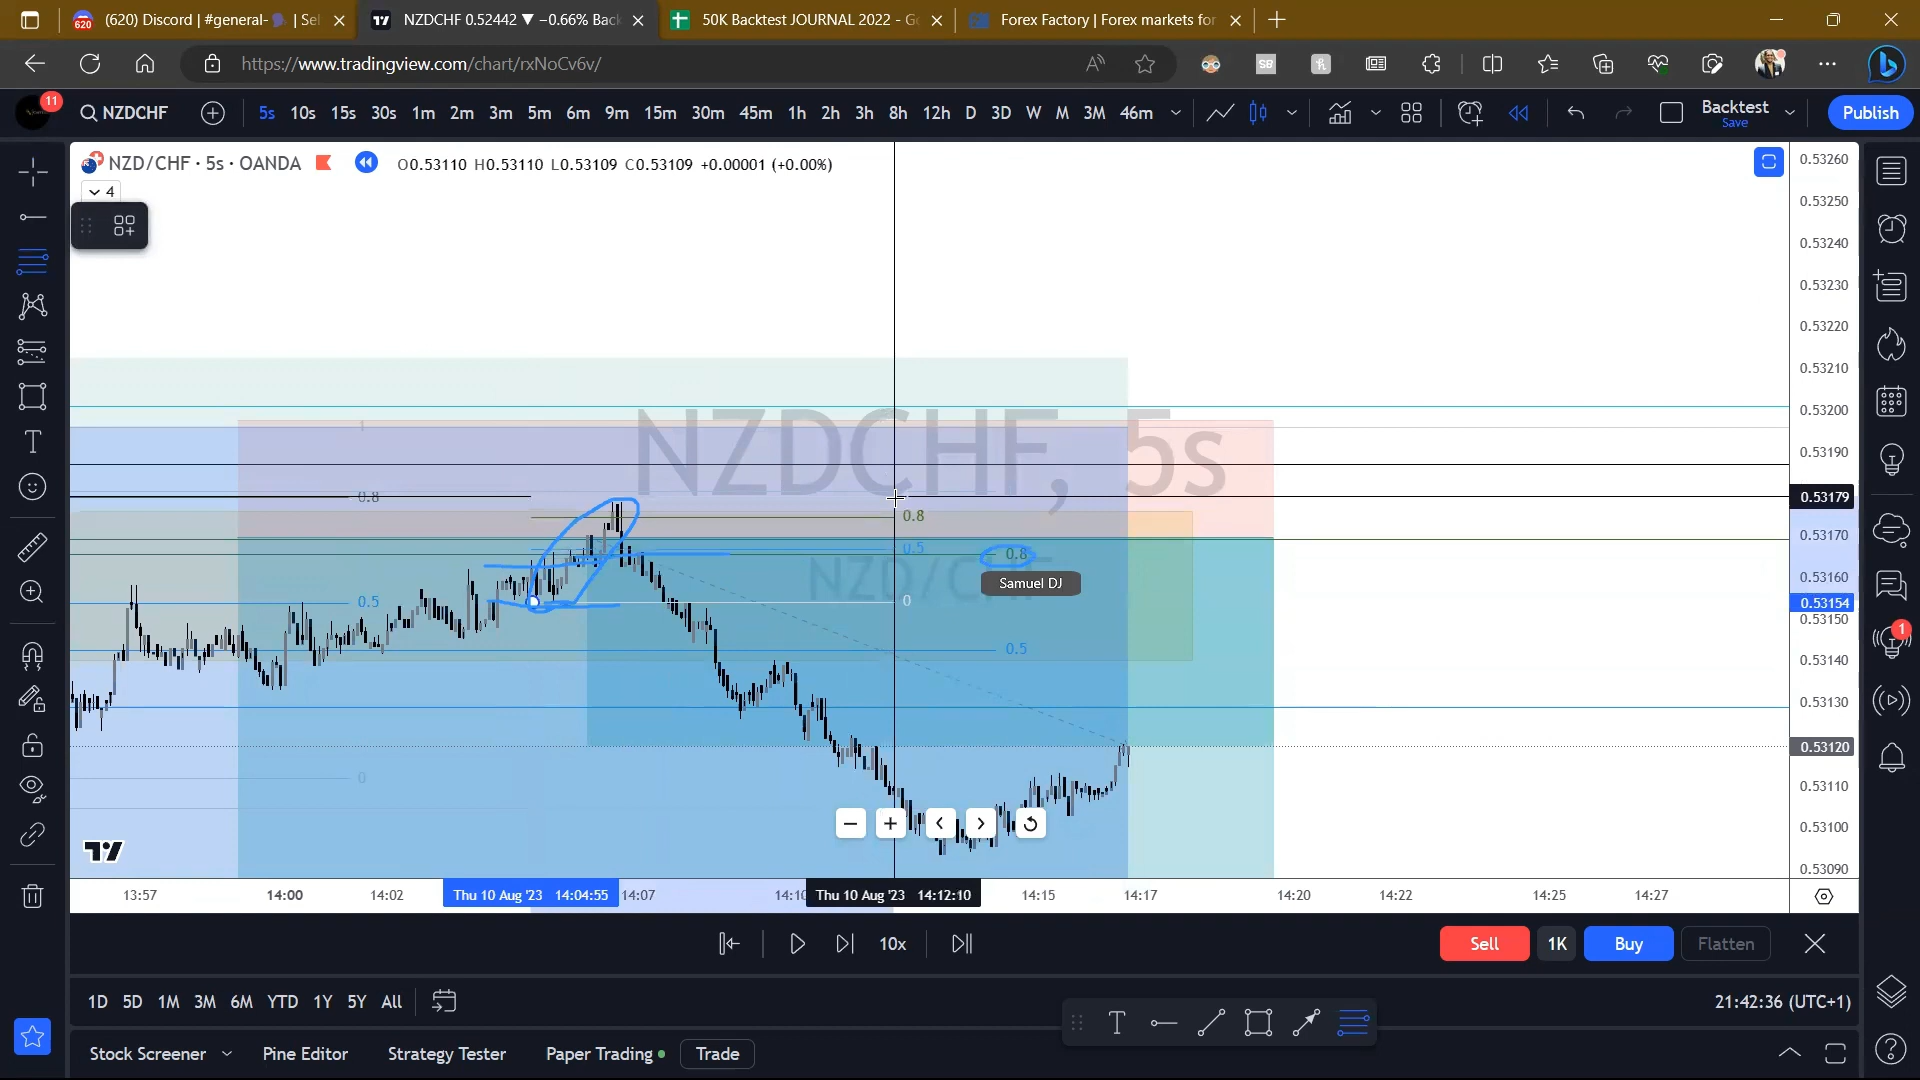 (620) Discord | #general- | Se
NZDCHF 0.52442 ▼ −0.66% Back
50K Backtest JOURNAL 2022 - G
Forex Factory | Forex markets for
https://www.tradingview.com/chart/rxNoCv6v/
11
NZDCHF
5s 10s 15s 30s 1m 2m 3m 5m 6m 9m 15m 30m 45m 1h 2h 3h 8h 12h D 3D W M 3M 46m
Backtest
Save
Publish
NZD/CHF · 5s · OANDA
O0.53110 H0.53110 L0.53109 C0.53109 +0.00001 (+0.00%)
4
NZDCHF, 5s
NZD/CHF
1
0.8
0.5
0
0.8
0.5
0
0.8
Samuel DJ
0.5
0.53260
0.53250
0.53240
0.53230
0.53220
0.53210
0.53200
0.53190
0.53179
0.53170
0.53160
0.53154
0.53150
0.53140
0.53130
0.53120
0.53110
0.53100
0.53090
1
13:57 14:00 14:02 Thu 10 Aug '23 14:04:55 14:07 14:10 Thu 10 Aug '23 14:12:10 14:15 14:17 14:20 14:22 14:25 14:27
10x
Sell 1K Buy Flatten
1D 5D 1M 3M 6M YTD 1Y 5Y All
21:42:36 (UTC+1)
Stock Screener Pine Editor Strategy Tester Paper Trading Trade